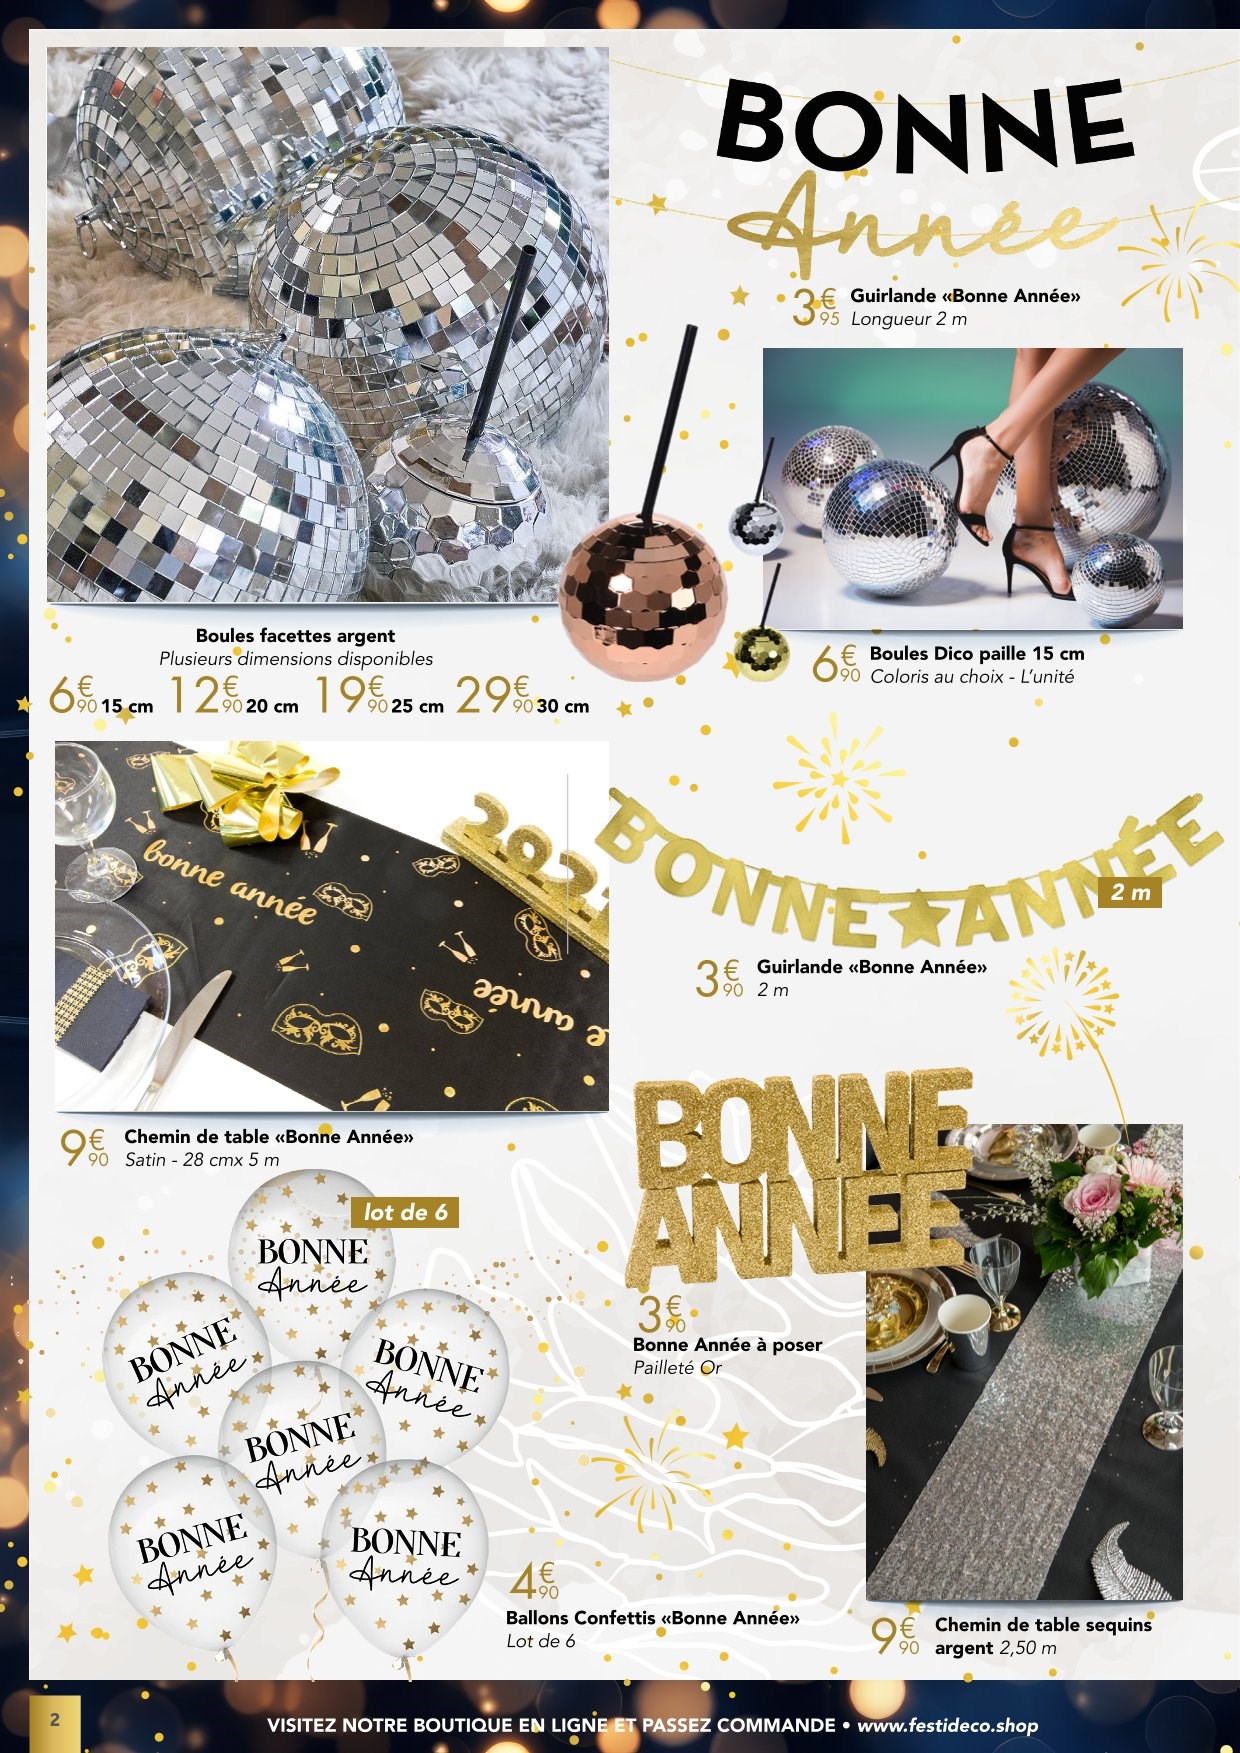 BONNE
Année
3€95 Guirlande «Bonne Année»
Longueur 2 m
Boules facettes argent
Plusieurs dimensions disponibles
6€90 15 cm 12€90 20 cm 19€90 25 cm 29€90 30 cm
6€90 Boules Dico paille 15 cm
Coloris au choix - L'unité
bonne année
e année
BONNE ANNÉE
2 m
3€90 Guirlande «Bonne Année»
2 m
9€90 Chemin de table «Bonne Année»
Satin - 28 cmx 5 m
BONNE
ANNEE
3€90
Bonne Année à poser
Pailleté Or
lot de 6
BONNE
Année
BONNE
Année
BONNE
Année
BONNE
Année
BONNE
Année
BONNE
Année
4€90
Ballons Confettis «Bonne Année»
Lot de 6
9€90 Chemin de table sequins
argent 2,50 m
2
VISITEZ NOTRE BOUTIQUE EN LIGNE ET PASSEZ COMMANDE • www.festideco.shop